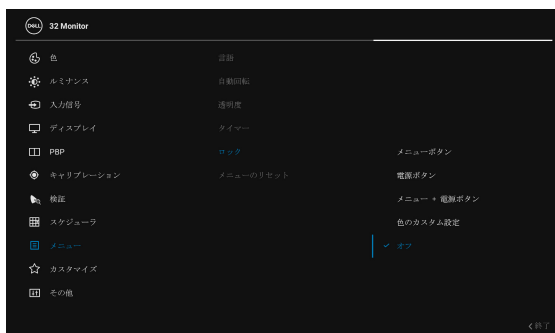 DELL 32 Monitor
色
ルミナンス
入力信号
ディスプレイ
PBP
キャリブレーション
検証
スケジューラ
メニュー
カスタマイズ
その他
言語
自動回転
透明度
タイマー
ロック
メニューのリセット
メニューボタン
電源ボタン
メニュー + 電源ボタン
色のカスタム設定
オフ
終了